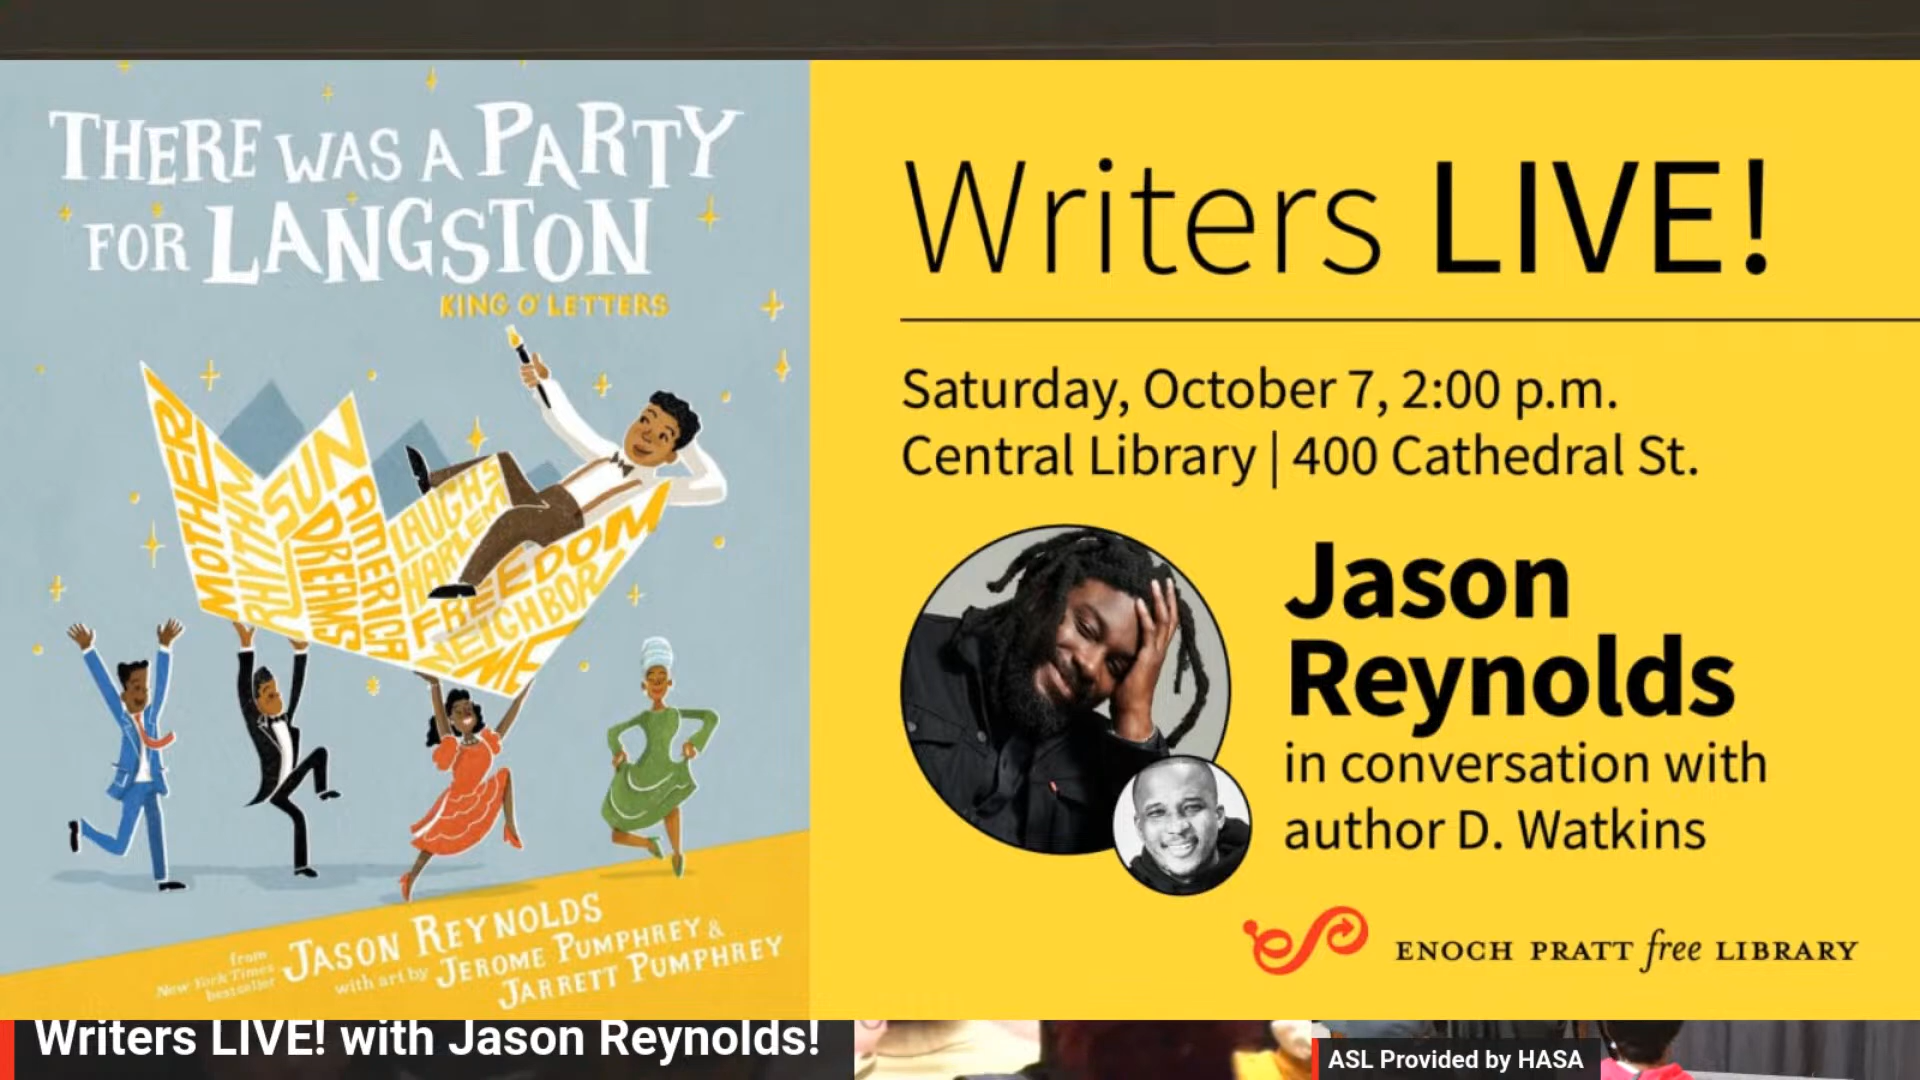 THERE WAS A PARTY
FOR LANGSTON
KING O' LETTERS
MOTHER
RHYTHM
SUN
DREAMS
AMERICA
LAUGHS
HARLEM
FREEDOM
NEIGHBOR
ME
from
New York Times
bestseller
JASON REYNOLDS
with art by JEROME PUMPHREY &
JARRETT PUMPHREY
Writers LIVE!
Saturday, October 7, 2:00 p.m.
Central Library | 400 Cathedral St.
Jason
Reynolds
in conversation with
author D. Watkins
ENOCH PRATT free LIBRARY
Writers LIVE! with Jason Reynolds!
ASL Provided by HASA